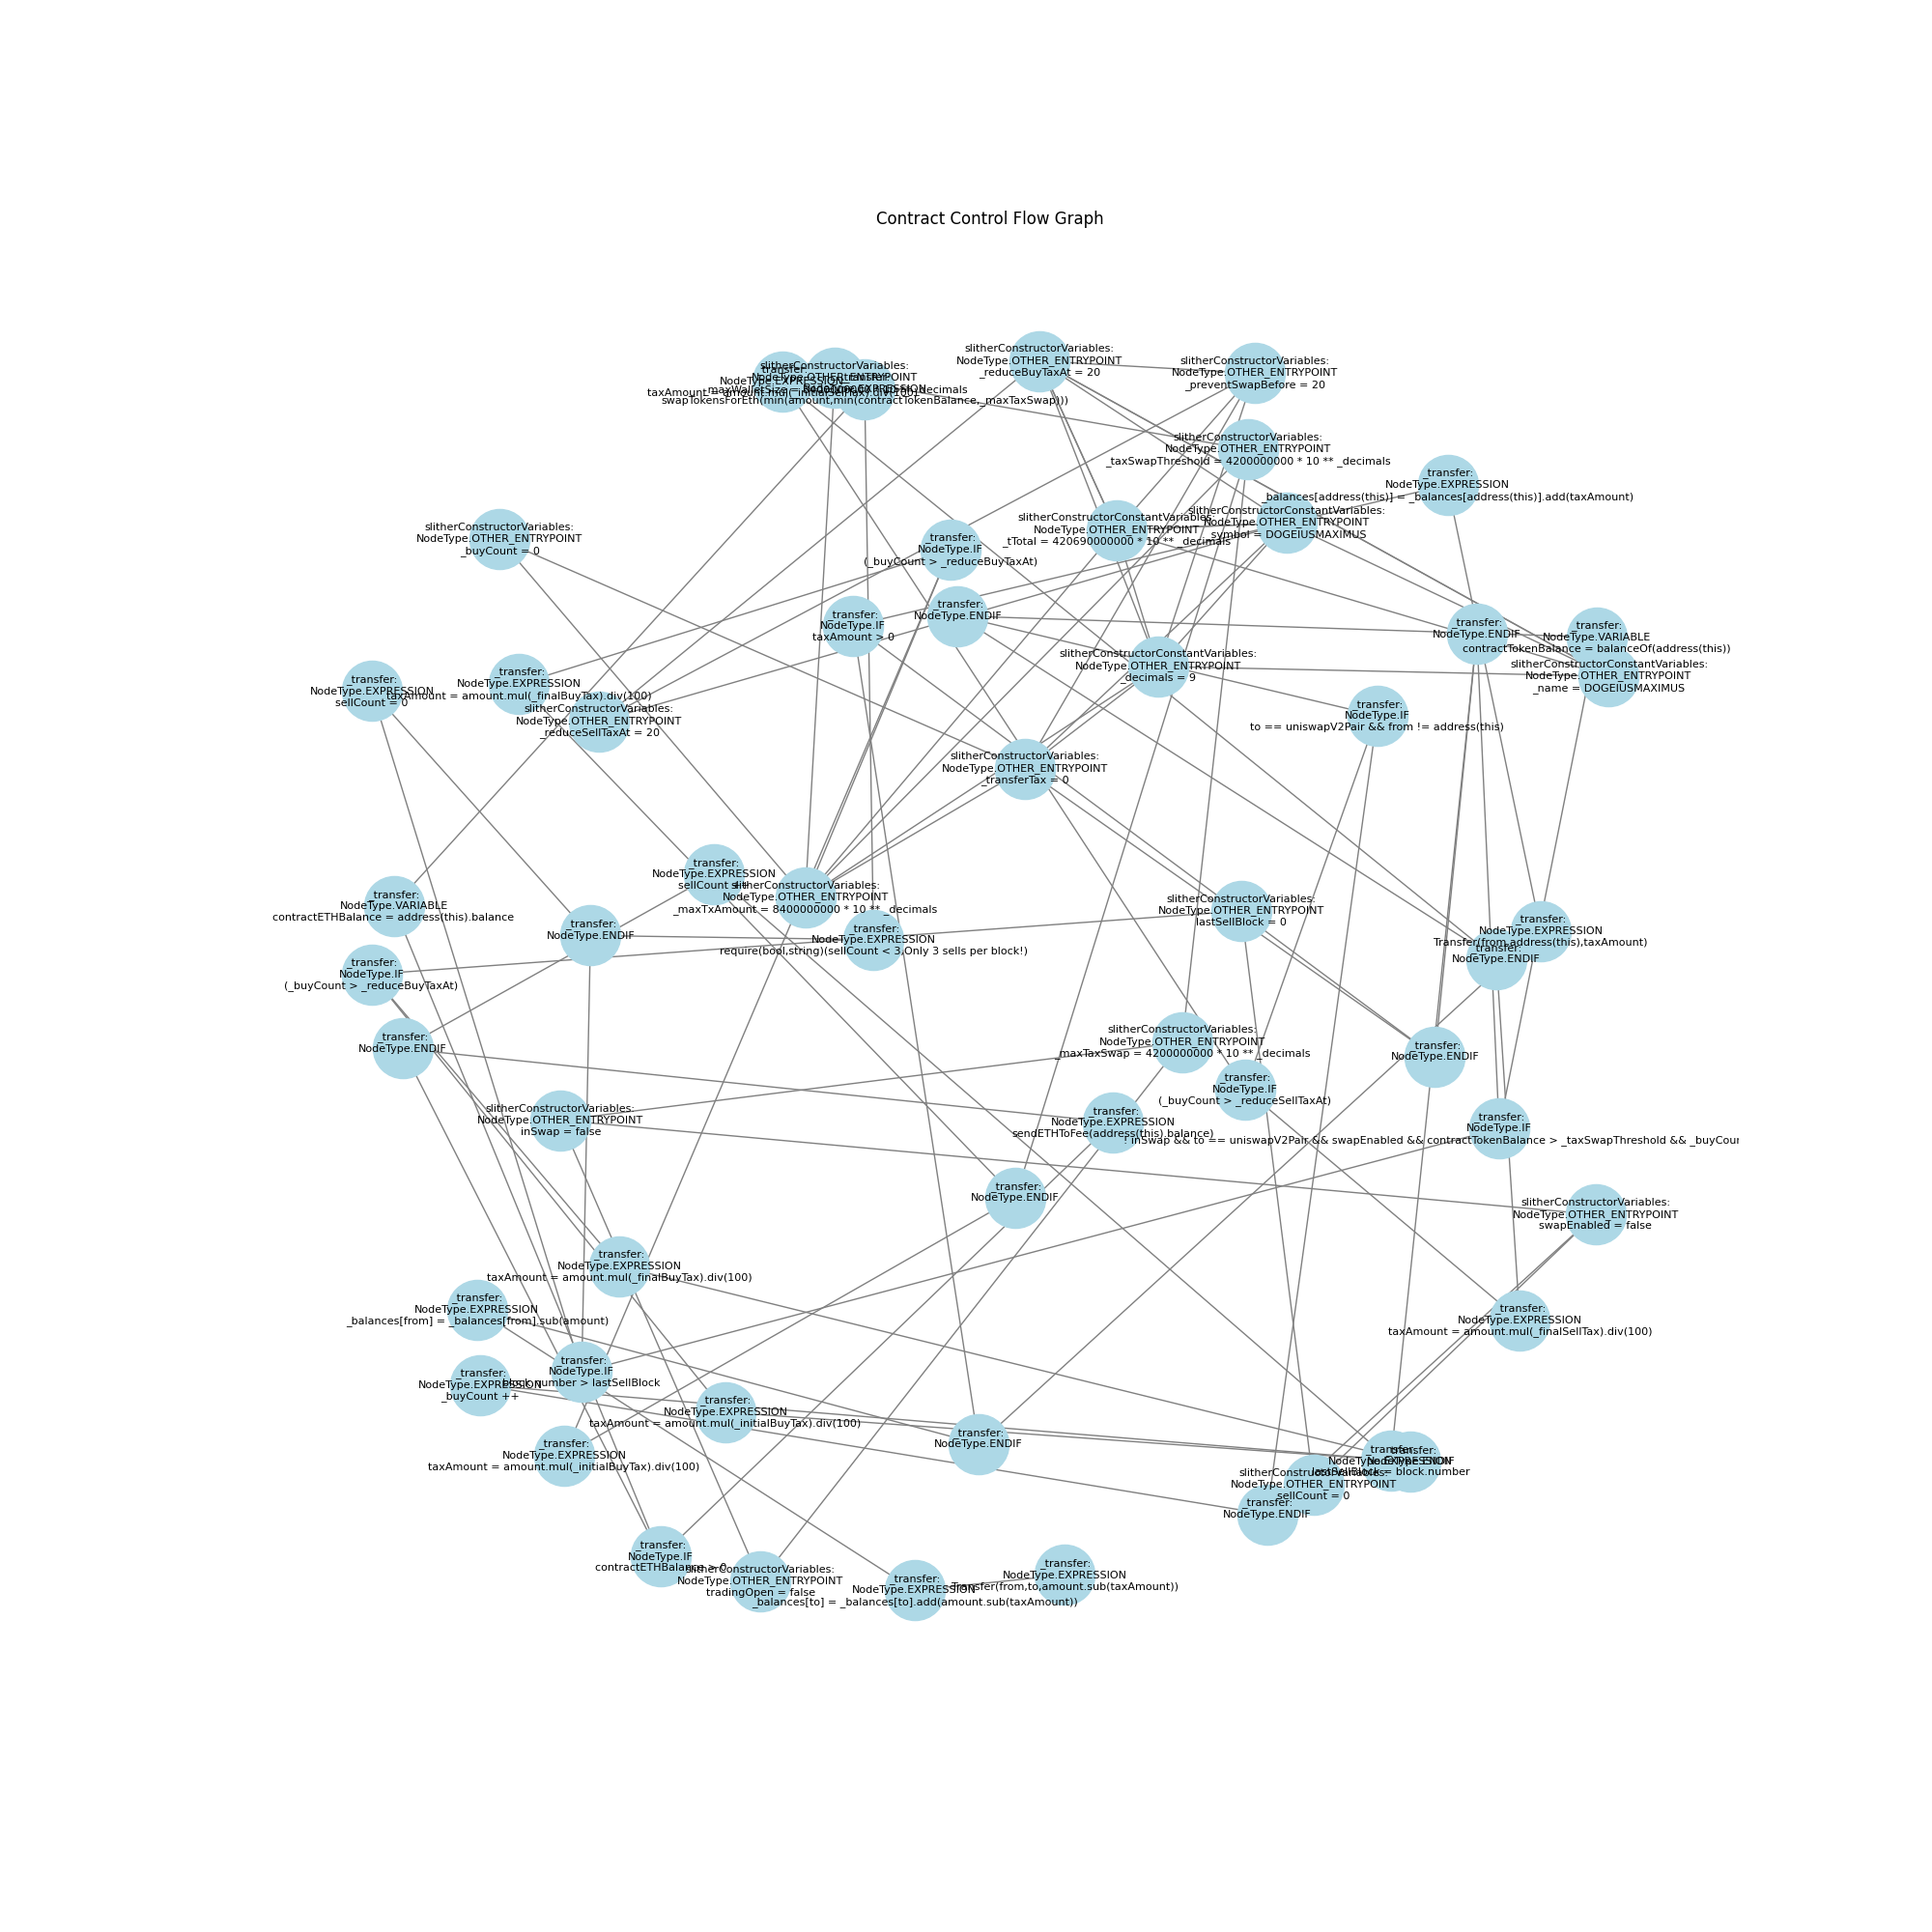 Contract Control Flow Graph
slitherConstructorVariables:
NodeType.OTHER_ENTRYPOINT
_reduceBuyTaxAt = 20
slitherConstructorVariables:
NodeType.OTHER_ENTRYPOINT
_preventSwapBefore = 20
_transfer:
NodeType.EXPRESSION
slitherConstructorVariables:
NodeType.OTHER_ENTRYPOINT
swapTokensForEth(min(amount,min(contractTokenBalance,_maxTaxSwap)))
slitherConstructorVariables:
NodeType.OTHER_ENTRYPOINT
_taxSwapThreshold = 4200000000 * 10 ** _decimals
_transfer:
NodeType.EXPRESSION
_balances[address(this)] = _balances[address(this)].add(taxAmount)
slitherConstructorConstantVariables:
NodeType.OTHER_ENTRYPOINT
_tTotal = 420690000000 * 10 ** _decimals
slitherConstructorConstantVariables:
NodeType.OTHER_ENTRYPOINT
_symbol = DOGEIUSMAXIMUS
slitherConstructorVariables:
NodeType.OTHER_ENTRYPOINT
_buyCount = 0
_transfer:
NodeType.IF
(_buyCount > _reduceBuyTaxAt)
_transfer:
NodeType.ENDIF
_transfer:
NodeType.IF
taxAmount > 0
_transfer:
NodeType.ENDIF
_transfer:
NodeType.VARIABLE
contractTokenBalance = balanceOf(address(this))
slitherConstructorConstantVariables:
NodeType.OTHER_ENTRYPOINT
_decimals = 9
slitherConstructorConstantVariables:
NodeType.OTHER_ENTRYPOINT
_name = DOGEIUSMAXIMUS
_transfer:
NodeType.EXPRESSION
sellCount = 0
_transfer:
NodeType.EXPRESSION
taxAmount = amount.mul(_finalBuyTax).div(100)
slitherConstructorVariables:
NodeType.OTHER_ENTRYPOINT
_reduceSellTaxAt = 20
_transfer:
NodeType.IF
to == uniswapV2Pair && from != address(this)
slitherConstructorVariables:
NodeType.OTHER_ENTRYPOINT
_transferTax = 0
_transfer:
NodeType.EXPRESSION
sellCount ++
slitherConstructorVariables:
NodeType.OTHER_ENTRYPOINT
_maxTxAmount = 8400000000 * 10 ** _decimals
_transfer:
NodeType.VARIABLE
contractETHBalance = address(this).balance
slitherConstructorVariables:
NodeType.OTHER_ENTRYPOINT
lastSellBlock = 0
_transfer:
NodeType.ENDIF
_transfer:
NodeType.EXPRESSION
require(bool,string)(sellCount < 3,Only 3 sells per block!)
_transfer:
NodeType.EXPRESSION
Transfer(from,address(this),taxAmount)
_transfer:
NodeType.ENDIF
_transfer:
NodeType.IF
(_buyCount > _reduceBuyTaxAt)
_transfer:
NodeType.ENDIF
slitherConstructorVariables:
NodeType.OTHER_ENTRYPOINT
_maxTaxSwap = 4200000000 * 10 ** _decimals
_transfer:
NodeType.ENDIF
_transfer:
NodeType.IF
(_buyCount > _reduceSellTaxAt)
slitherConstructorVariables:
NodeType.OTHER_ENTRYPOINT
inSwap = false
_transfer:
NodeType.EXPRESSION
sendETHToFee(address(this).balance)
_transfer:
NodeType.IF
! inSwap && to == uniswapV2Pair && swapEnabled && contractTokenBalance > _taxSwapThreshold && _buyCour
_transfer:
NodeType.ENDIF
slitherConstructorVariables:
NodeType.OTHER_ENTRYPOINT
swapEnabled = false
_transfer:
NodeType.EXPRESSION
taxAmount = amount.mul(_finalBuyTax).div(100)
_transfer:
NodeType.EXPRESSION
_balances[from] = _balances[from].sub(amount)
_transfer:
NodeType.EXPRESSION
taxAmount = amount.mul(_finalSellTax).div(100)
_transfer:
NodeType.IF
block.number > lastSellBlock
_transfer:
NodeType.EXPRESSION
_buyCount ++
_transfer:
NodeType.EXPRESSION
taxAmount = amount.mul(_initialBuyTax).div(100)
_transfer:
NodeType.ENDIF
_transfer:
NodeType.EXPRESSION
taxAmount = amount.mul(_initialBuyTax).div(100)
_transfer:
_transfer:
NodeType.EXPRESSION
lastSellBlock = block.number
slitherConstructorVariables:
NodeType.OTHER_ENTRYPOINT
sellCount = 0
_transfer:
NodeType.ENDIF
_transfer:
NodeType.IF
contractETHBalance > 0
slitherConstructorVariables:
NodeType.OTHER_ENTRYPOINT
tradingOpen = false
_transfer:
NodeType.EXPRESSION
_balances[to] = _balances[to].add(amount.sub(taxAmount))
_transfer:
NodeType.EXPRESSION
Transfer(from,to,amount.sub(taxAmount))